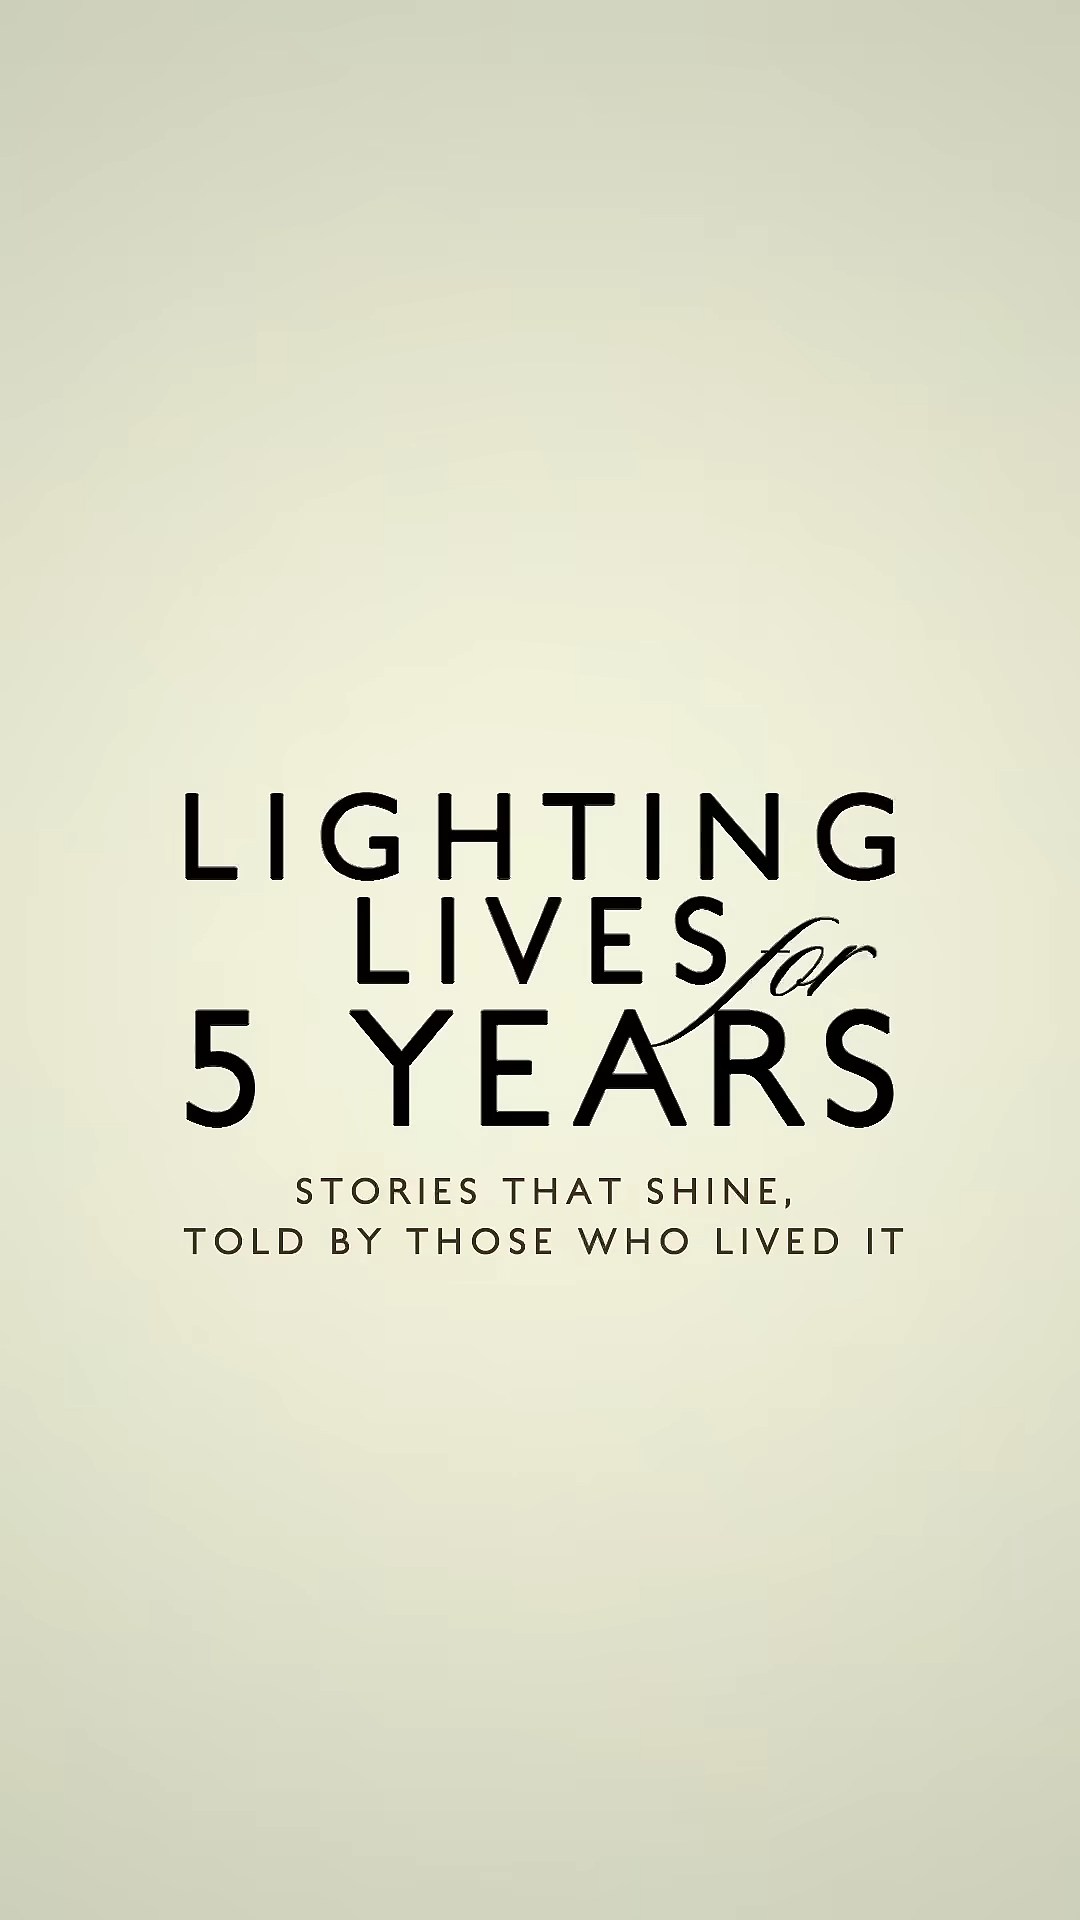 LIGHTING
LIVES for
5 YEARS
STORIES THAT SHINE,
TOLD BY THOSE WHO LIVED IT